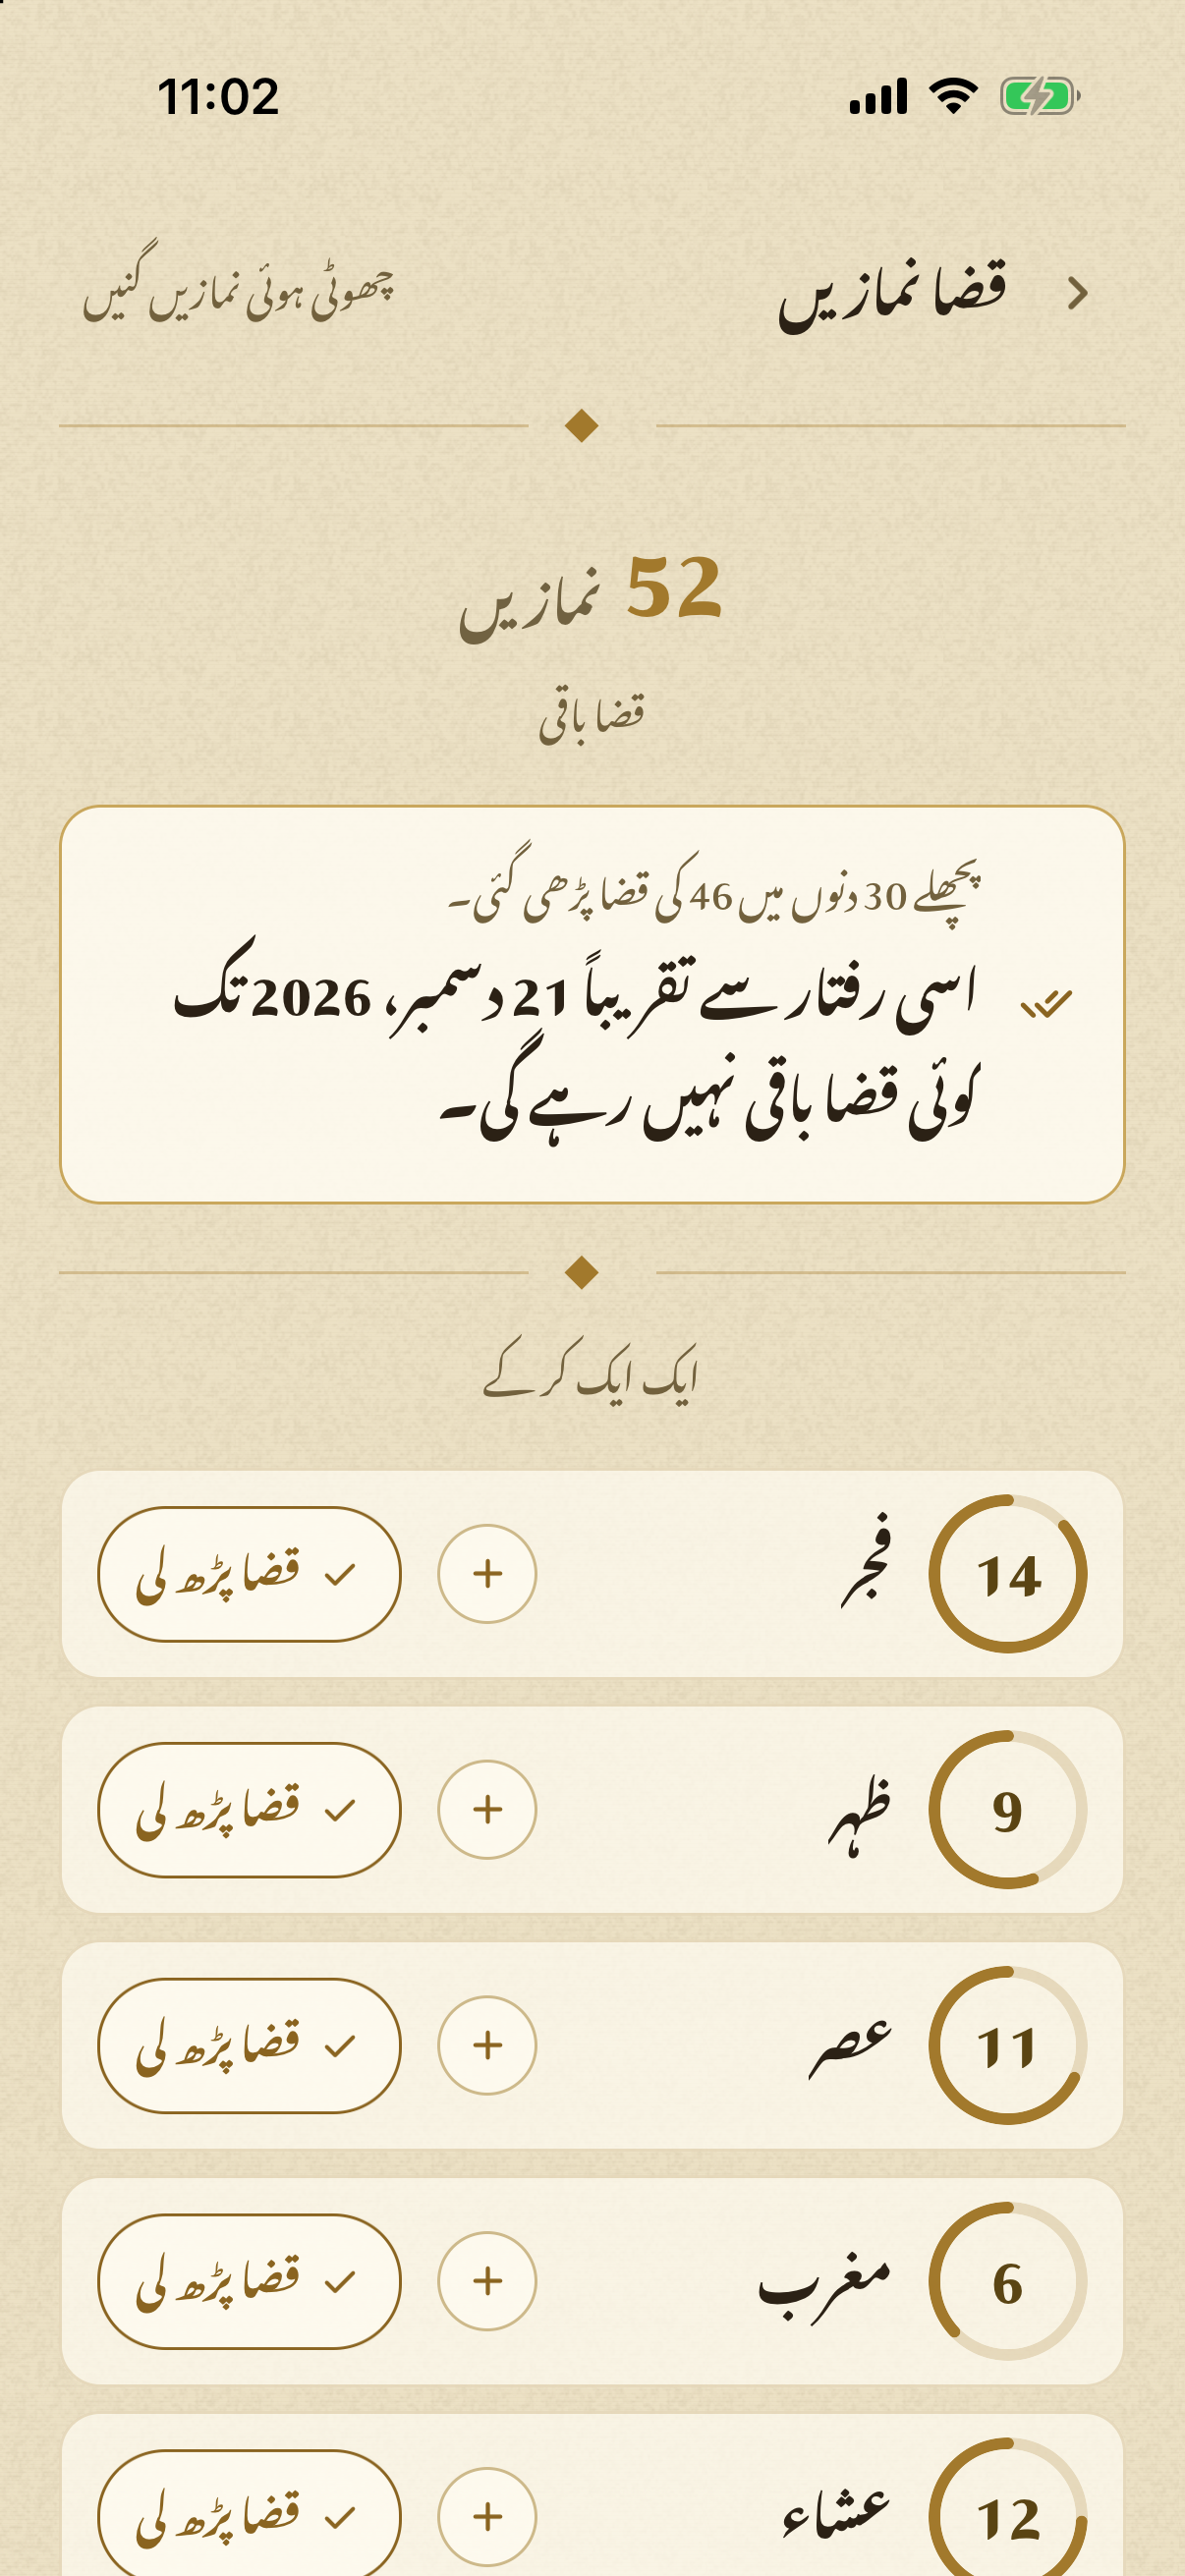 11:02
قضا نمازیں
چھوٹی ہوئی نمازیں گنیں
52 نمازیں
قضا باقی
پچھلے 30 دنوں میں 46 کی قضا پڑھی گئی۔
اسی رفتار سے تقریباً 21 دسمبر، 2026 تک
کوئی قضا باقی نہیں رہے گی۔
ایک ایک کر کے
14 فجر + قضا پڑھ لی
9 ظہر + قضا پڑھ لی
11 عصر + قضا پڑھ لی
6 مغرب + قضا پڑھ لی
12 عشاء + قضا پڑھ لی